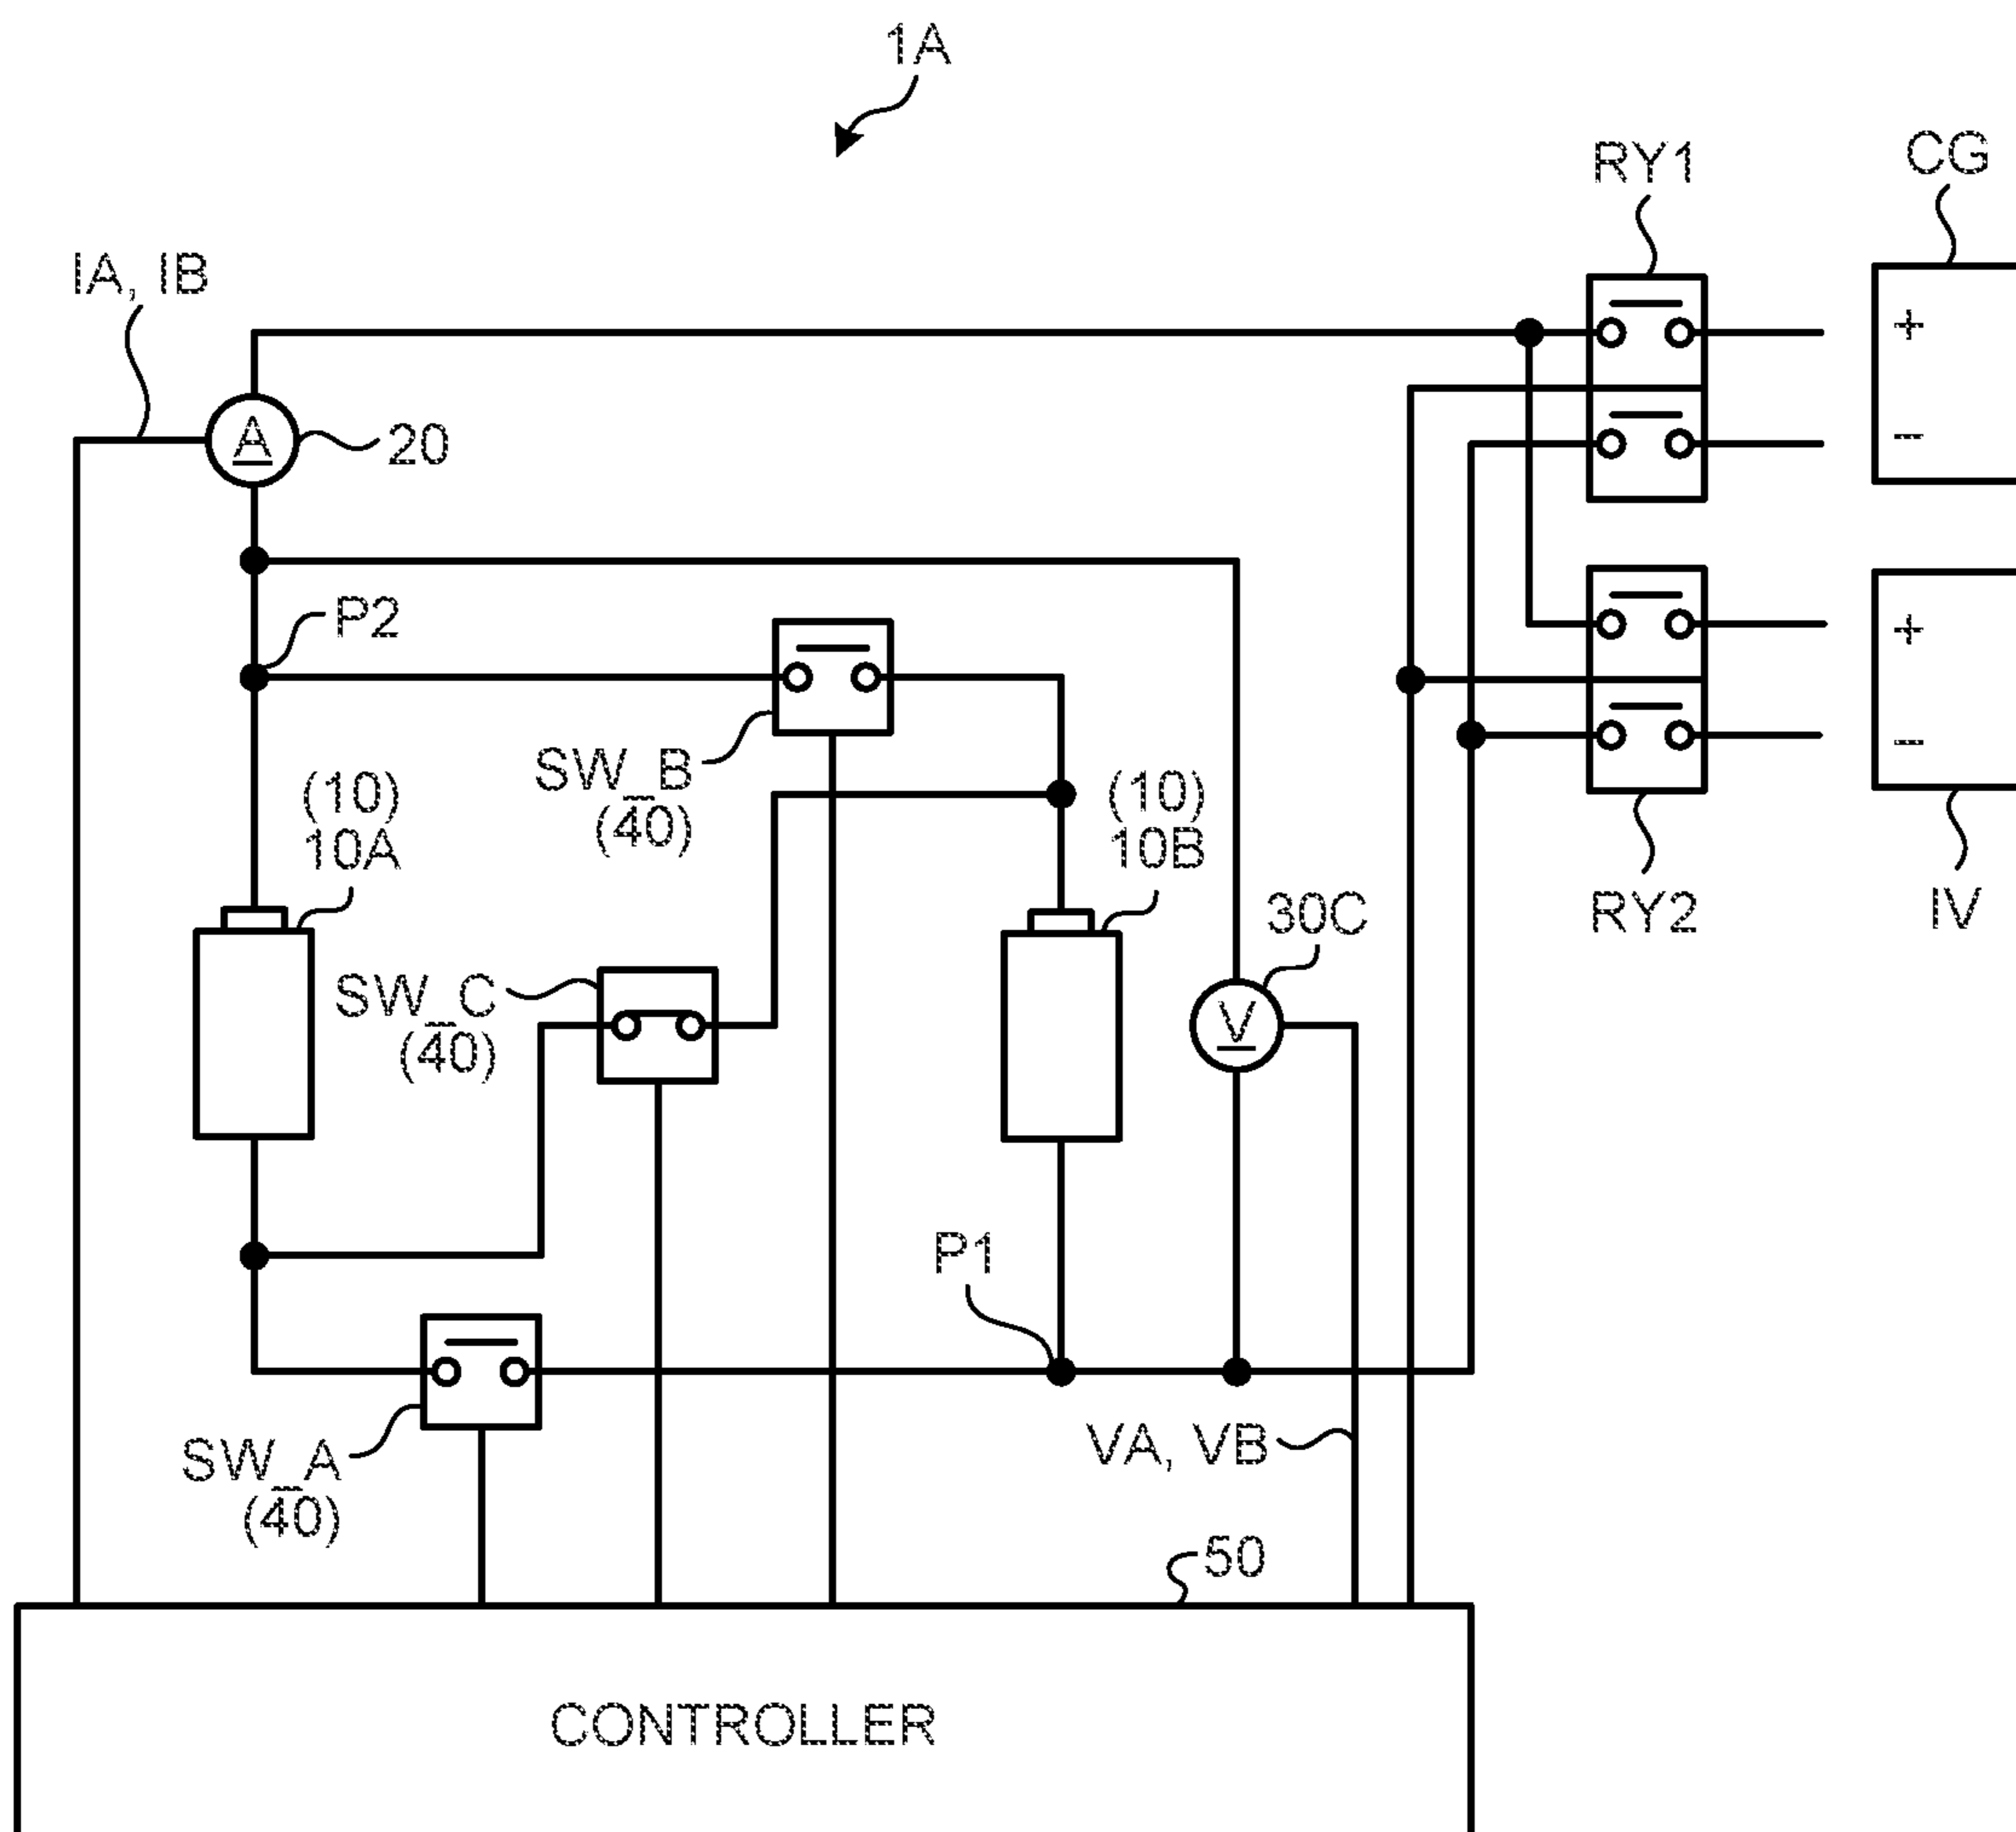 1A
RY1
CG
IA, IB
+
A
20
−
P2
+
SW_B
(40)
−
(10)
10A
(10)
10B
30C
RY2
IV
SW_C
(40)
V
P1
VA, VB
SW_A
(40)
50
CONTROLLER